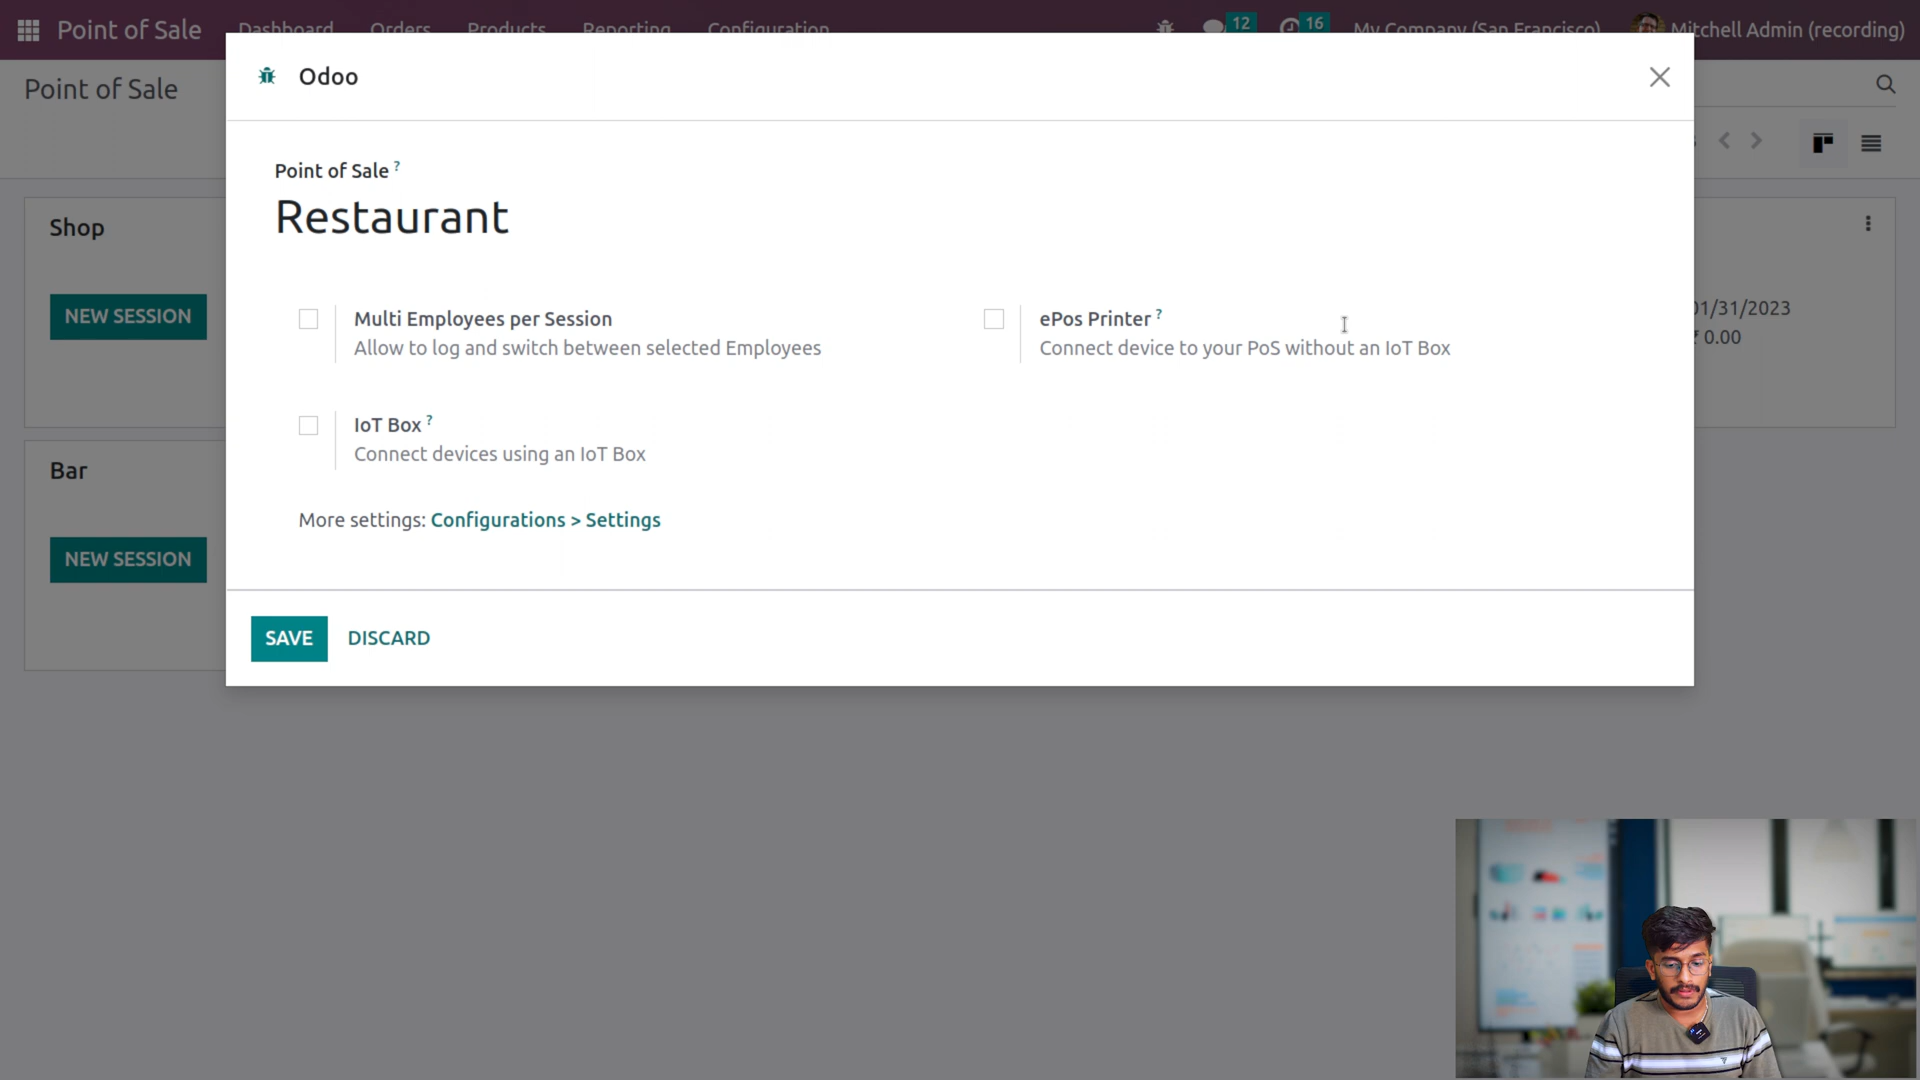 Point of Sale Dashboard Orders Products Reporting Configuration 12 16 My Company (San Francisco) Mitchell Admin (recording)
Odoo
Point of Sale
Point of Sale ?
Restaurant
Shop
NEW SESSION
Multi Employees per Session
Allow to log and switch between selected Employees
ePos Printer ?
Connect device to your PoS without an IoT Box
01/31/2023
₹ 0.00
IoT Box ?
Connect devices using an IoT Box
Bar
NEW SESSION
More settings: Configurations > Settings
SAVE DISCARD